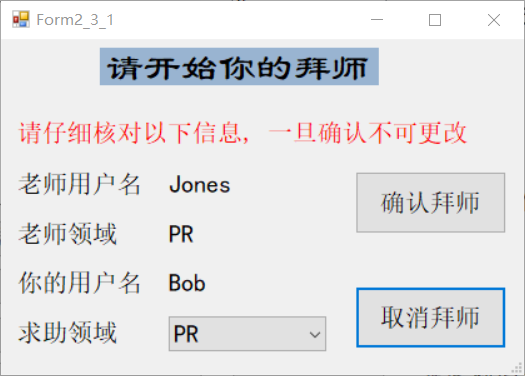 Form2_3_1
请开始你的拜师
请仔细核对以下信息，一旦确认不可更改
老师用户名 Jones
确认拜师
老师领域 PR
你的用户名 Bob
取消拜师
求助领域 PR